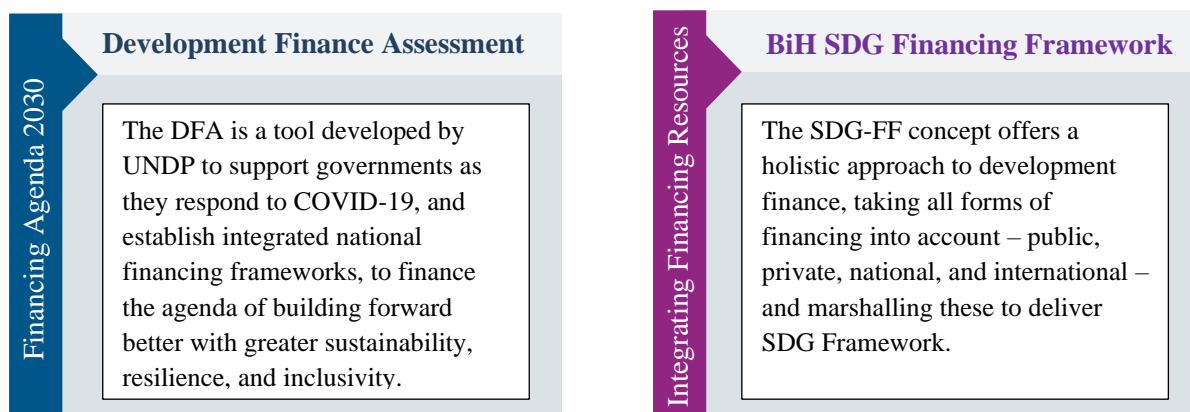 Financing Agenda 2030
Development Finance Assessment
The DFA is a tool developed by
UNDP to support governments as
they respond to COVID-19, and
establish integrated national
financing frameworks, to finance
the agenda of building forward
better with greater sustainability,
resilience, and inclusivity.
Integrating Financing Resources
BiH SDG Financing Framework
The SDG-FF concept offers a
holistic approach to development
finance, taking all forms of
financing into account – public,
private, national, and international –
and marshalling these to deliver
SDG Framework.